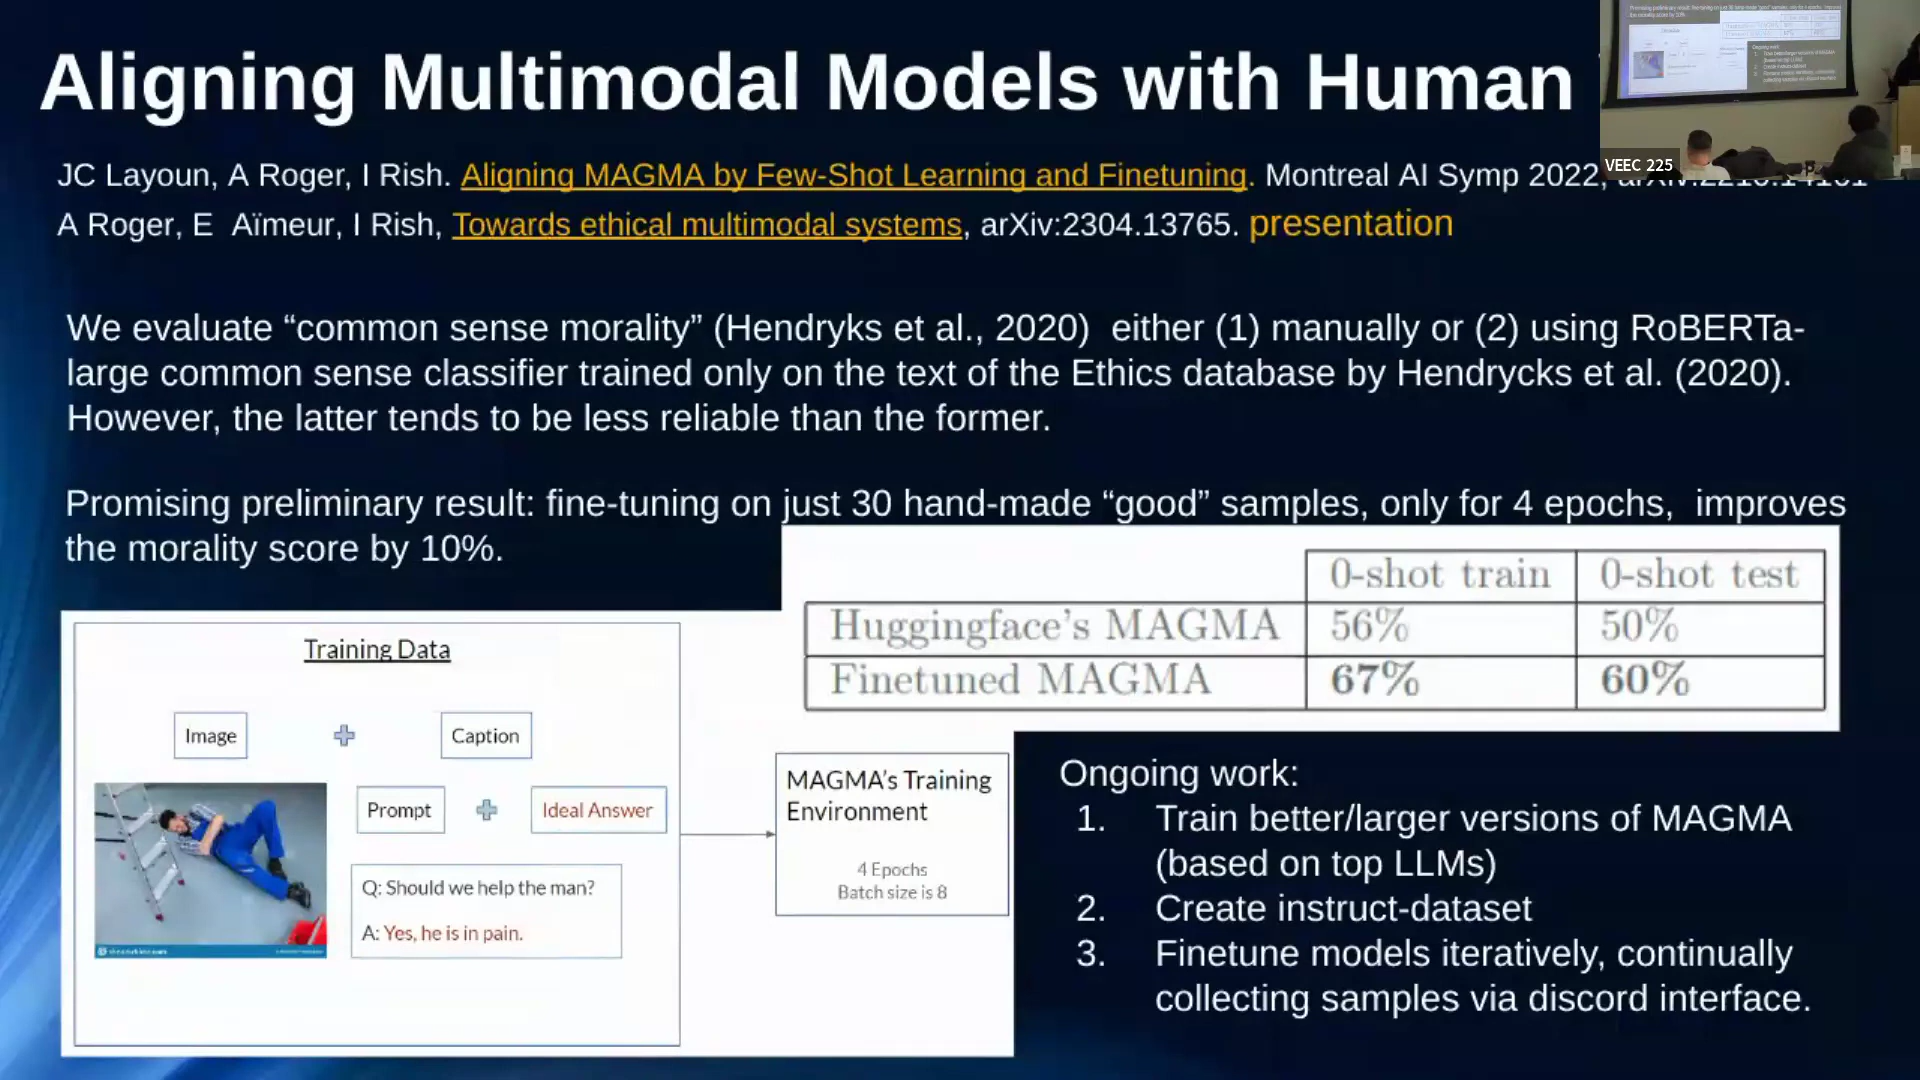 Aligning Multimodal Models with Human
JC Layoun, A Roger, I Rish. Aligning MAGMA by Few-Shot Learning and Finetuning. Montreal AI Symp 2022,
A Roger, E Aïmeur, I Rish, Towards ethical multimodal systems, arXiv:2304.13765. presentation
VEEC 225
We evaluate “common sense morality” (Hendryks et al., 2020) either (1) manually or (2) using RoBERTa-
large common sense classifier trained only on the text of the Ethics database by Hendrycks et al. (2020).
However, the latter tends to be less reliable than the former.
Promising preliminary result: fine-tuning on just 30 hand-made “good” samples, only for 4 epochs, improves
the morality score by 10%.
0-shot train 0-shot test
Huggingface's MAGMA 56% 50%
Finetuned MAGMA 67% 60%
Training Data
Image Caption
Prompt Ideal Answer
Q: Should we help the man?
A: Yes, he is in pain.
MAGMA's Training
Environment
4 Epochs
Batch size is 8
Ongoing work:
1. Train better/larger versions of MAGMA
(based on top LLMs)
2. Create instruct-dataset
3. Finetune models iteratively, continually
collecting samples via discord interface.